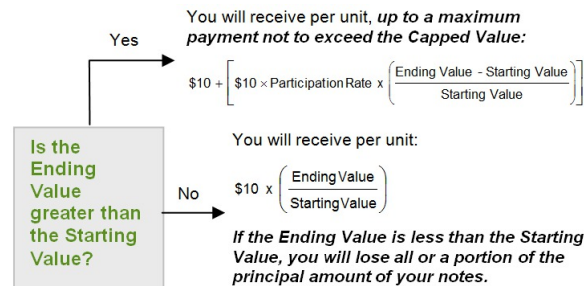 You will receive per unit, up to a maximum
payment not to exceed the Capped Value:
Yes
$10 + [ $10 × Participation Rate x ( Ending Value - Starting Value / Starting Value ) ]
Is the
Ending
Value
greater than
the Starting
Value?
You will receive per unit:
No
$10 x ( Ending Value / Starting Value )
If the Ending Value is less than the Starting
Value, you will lose all or a portion of the
principal amount of your notes.